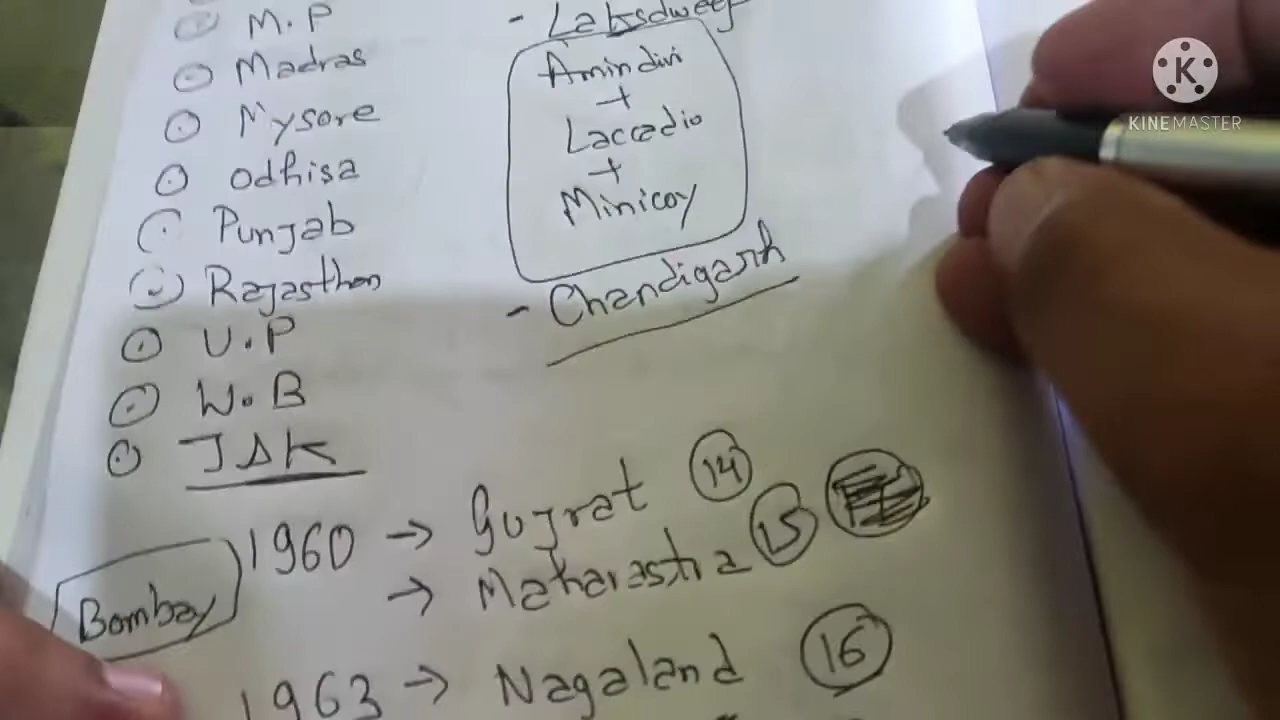 M.P
Madras
Mysore
Odhisa
Punjab
Rajasthan
U.P
W.B
J&K
- Laksdweep
Amindivi
+
Laccadio
+
Minicoy
- Chandigarh
Bombay
1960 → Gujrat 14
→ Maharastra 15
1963 → Nagaland 16
K
KINEMASTER